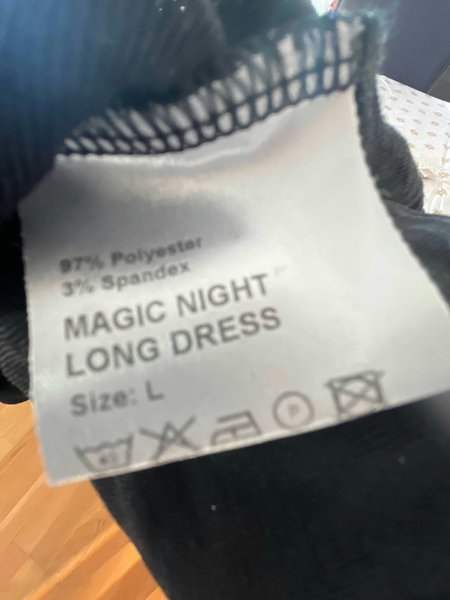 97% Polyester
3% Spandex
MAGIC NIGHT
LONG DRESS
Size: L
P